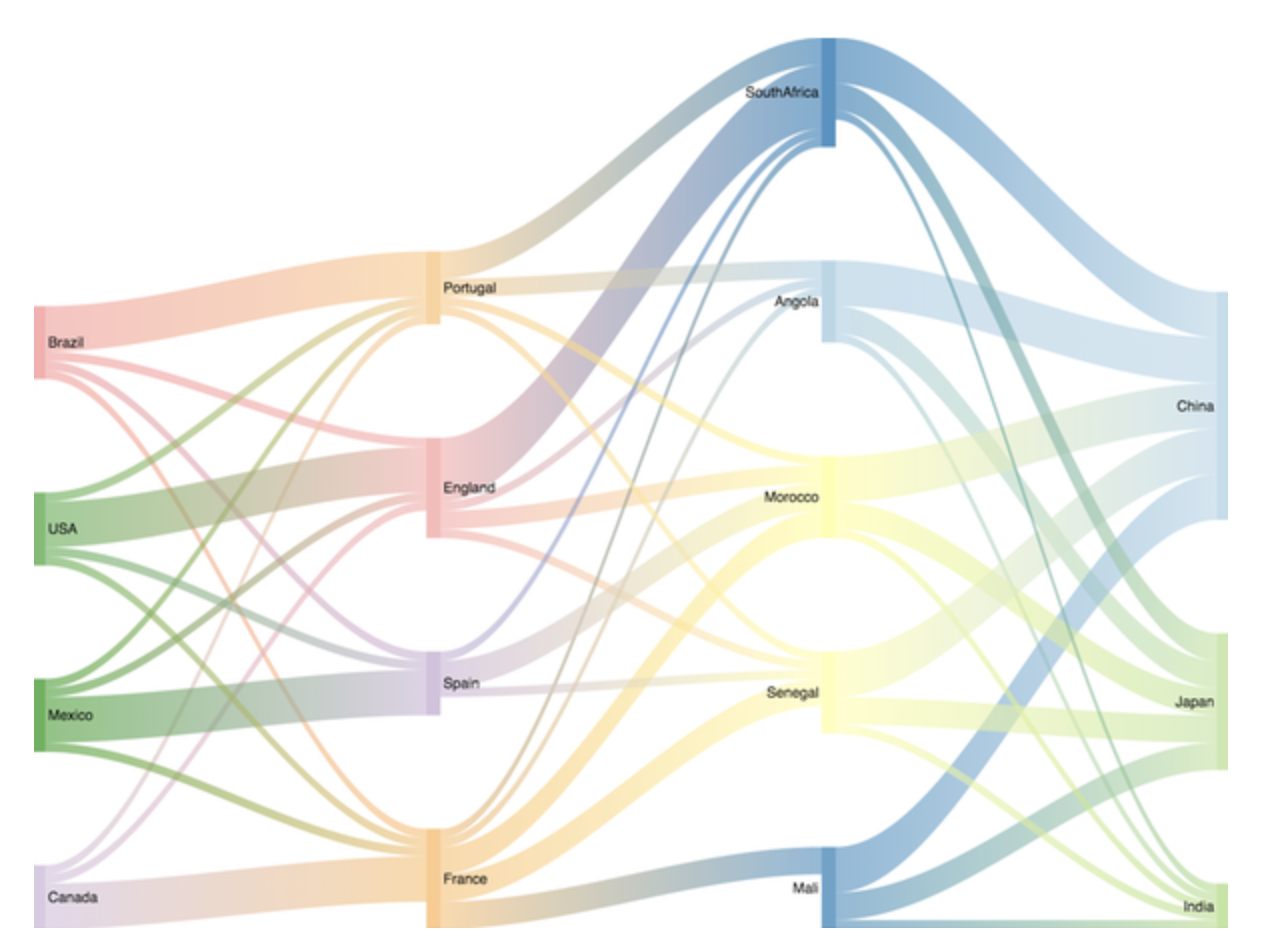 SouthAfrica
Portugal
Angola
Brazil
China
England
Morocco
USA
Spain
Senegal
Japan
Mexico
France
Mali
Canada
India